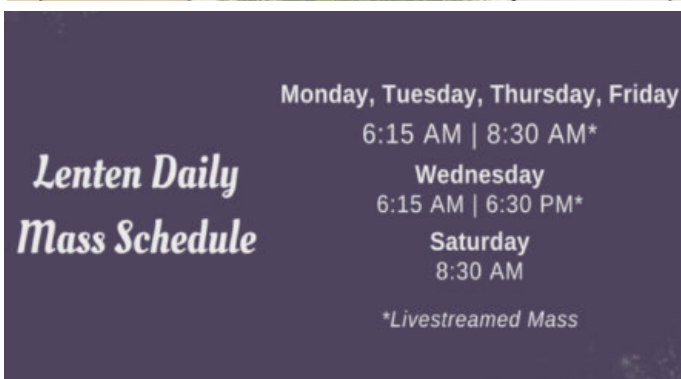 Lenten Daily
Mass Schedule
Monday, Tuesday, Thursday, Friday
6:15 AM | 8:30 AM*
Wednesday
6:15 AM | 6:30 PM*
Saturday
8:30 AM
*Livestreamed Mass